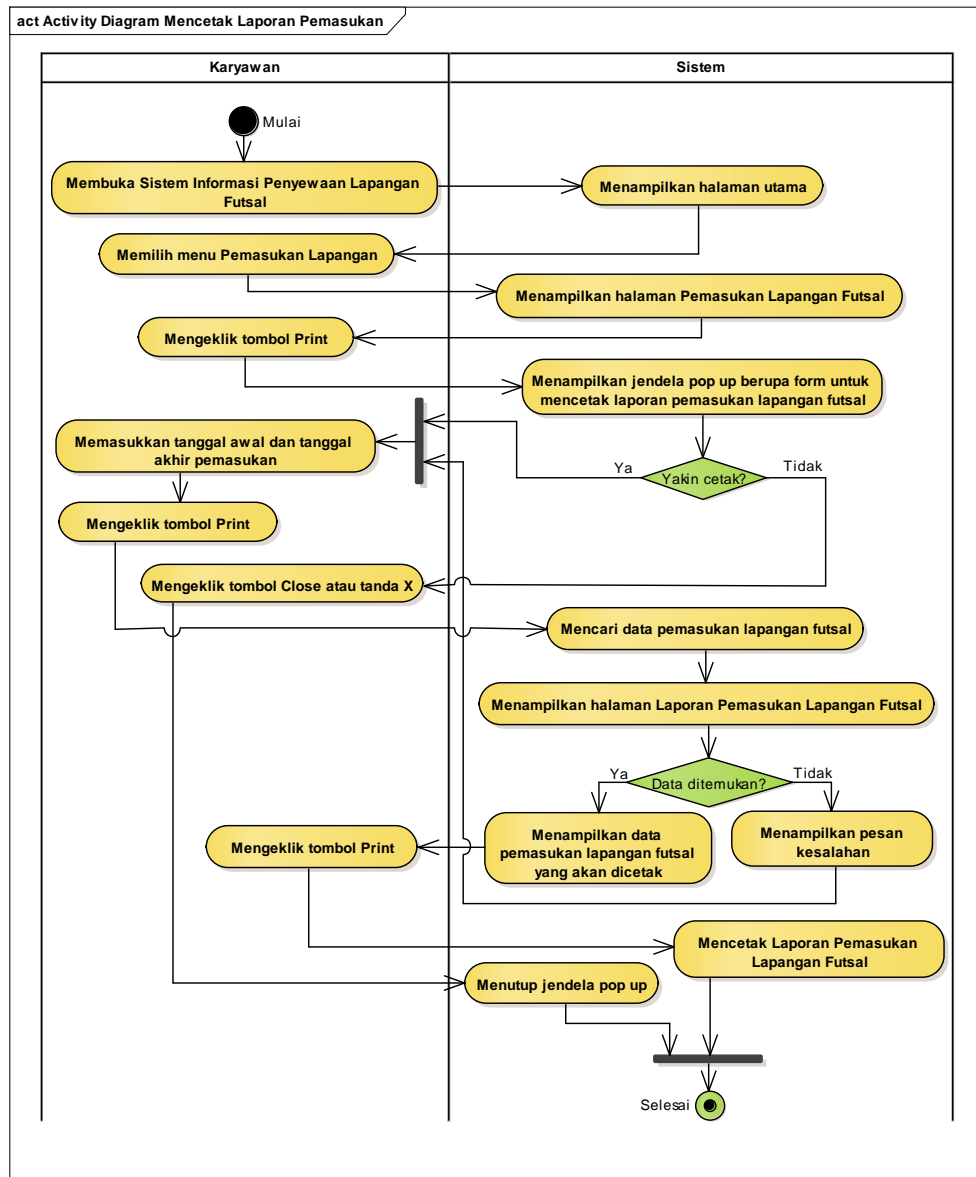 act Activity Diagram Mencetak Laporan Pemasukan
Karyawan
Sistem
Mulai
Membuka Sistem Informasi Penyewaan Lapangan
Futsal
Menampilkan halaman utama
Memilih menu Pemasukan Lapangan
Menampilkan halaman Pemasukan Lapangan Futsal
Mengeklik tombol Print
Menampilkan jendela pop up berupa form untuk
mencetak laporan pemasukan lapangan futsal
Memasukkan tanggal awal dan tanggal
akhir pemasukan
Ya
Yakin cetak?
Tidak
Mengeklik tombol Print
Mengeklik tombol Close atau tanda X
Mencari data pemasukan lapangan futsal
Menampilkan halaman Laporan Pemasukan Lapangan Futsal
Ya
Data ditemukan?
Tidak
Mengeklik tombol Print
Menampilkan data
pemasukan lapangan futsal
yang akan dicetak
Menampilkan pesan
kesalahan
Mencetak Laporan Pemasukan
Lapangan Futsal
Menutup jendela pop up
Selesai